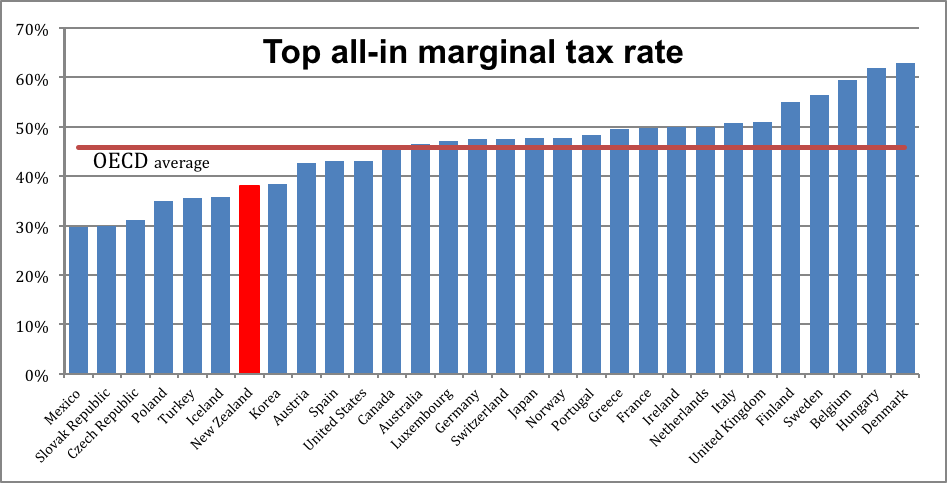 Top all-in marginal tax rate
70%
60%
50%
40%
30%
20%
10%
0%
OECD average
Mexico
Slovak Republic
Czech Republic
Poland
Turkey
Iceland
New Zealand
Korea
Austria
Spain
United States
Canada
Australia
Luxembourg
Germany
Switzerland
Japan
Norway
Portugal
Greece
France
Ireland
Netherlands
Italy
United Kingdom
Finland
Sweden
Belgium
Hungary
Denmark